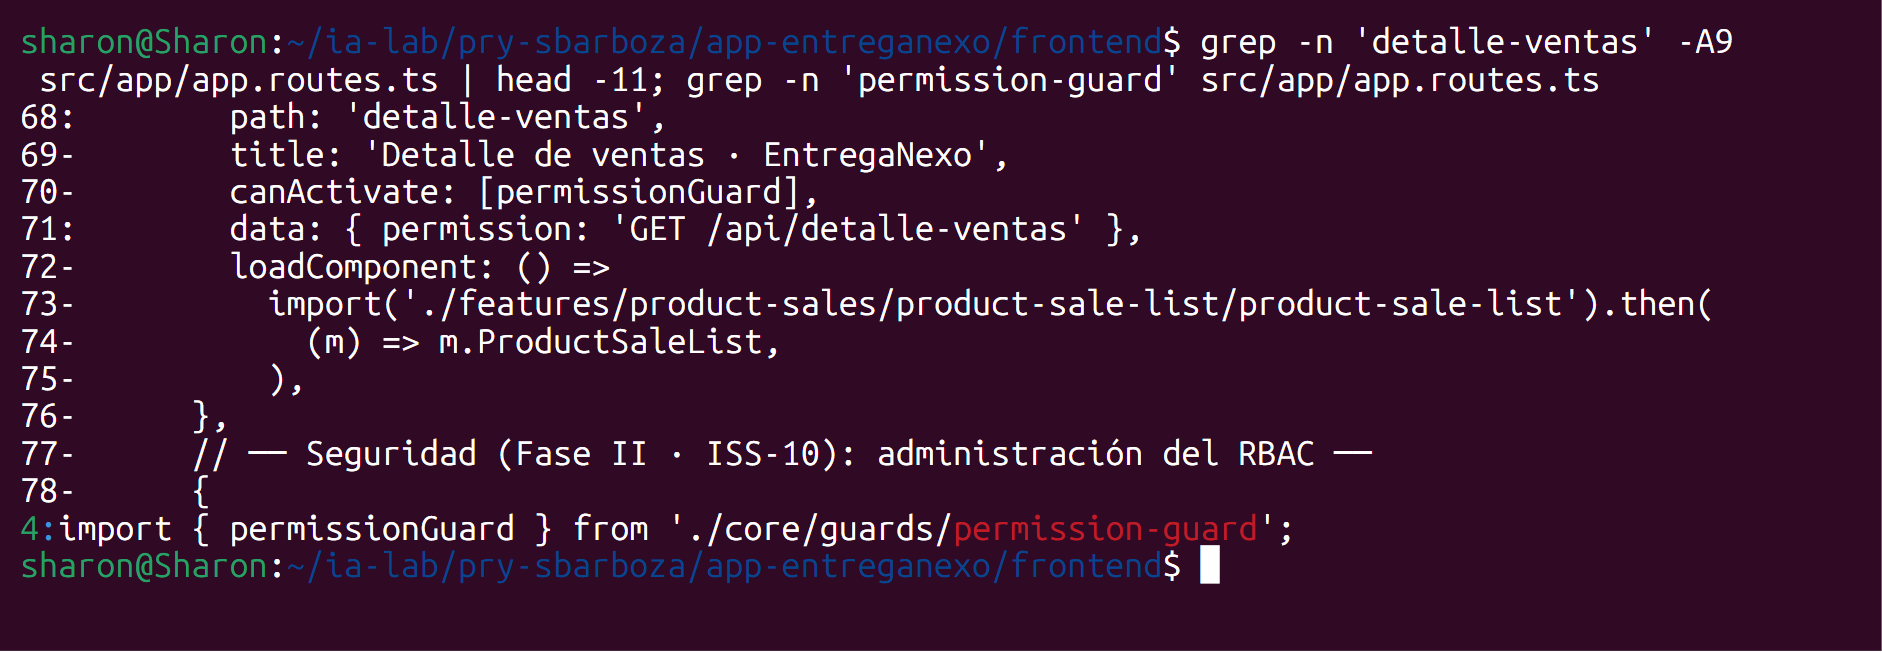 sharon@Sharon:~/ia-lab/pry-sbarboza/app-entreganexo/frontend$ grep -n 'detalle-ventas' -A9
 src/app/app.routes.ts | head -11; grep -n 'permission-guard' src/app/app.routes.ts
68:        path: 'detalle-ventas',
69-        title: 'Detalle de ventas · EntregaNexo',
70-        canActivate: [permissionGuard],
71:        data: { permission: 'GET /api/detalle-ventas' },
72-        loadComponent: () =>
73-          import('./features/product-sales/product-sale-list/product-sale-list').then(
74-            (m) => m.ProductSaleList,
75-          ),
76-      },
77-      // ── Seguridad (Fase II · ISS-10): administración del RBAC ──
78-      {
4:import { permissionGuard } from './core/guards/permission-guard';
sharon@Sharon:~/ia-lab/pry-sbarboza/app-entreganexo/frontend$